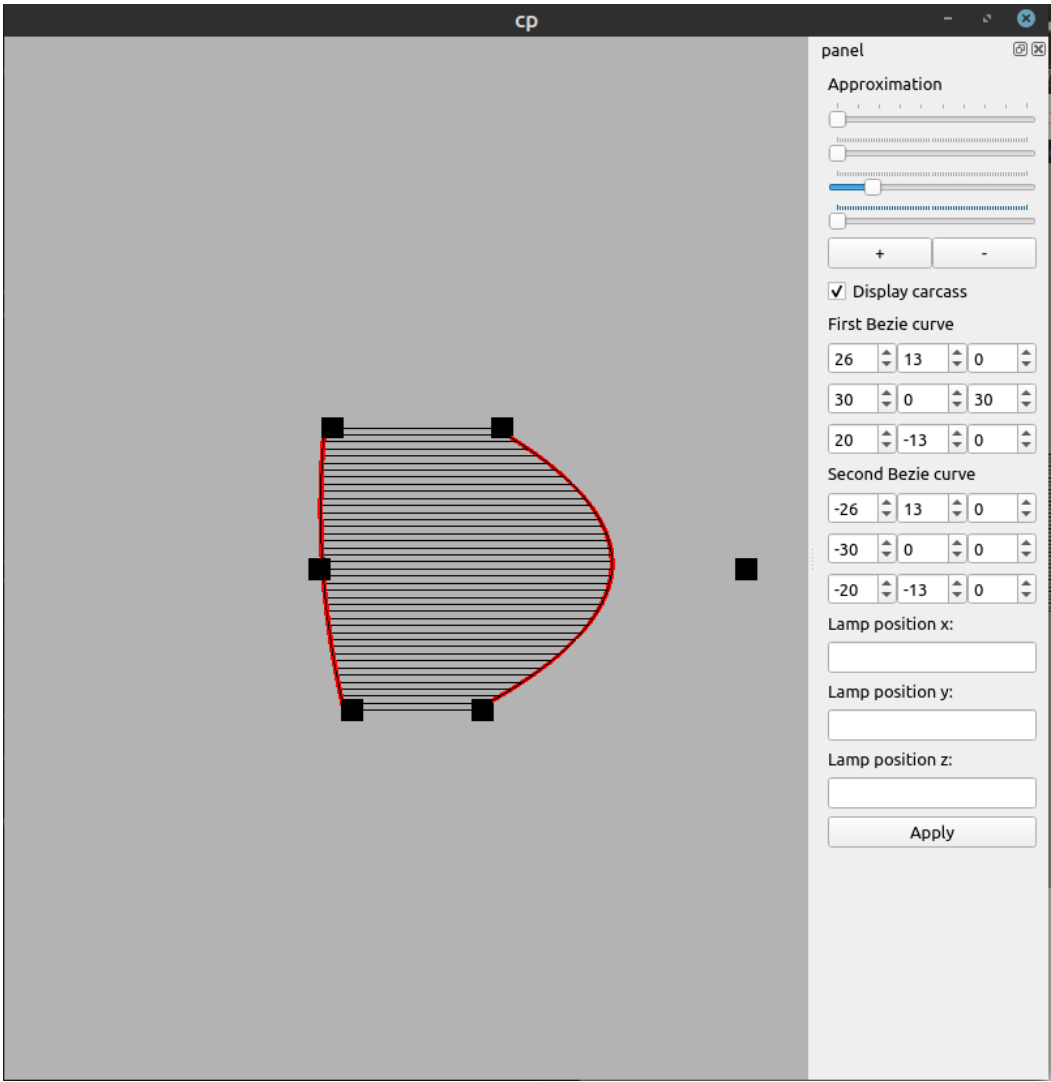 cp
panel
Approximation
+ -
Display carcass
First Bezie curve
26 13 0
30 0 30
20 -13 0
Second Bezie curve
-26 13 0
-30 0 0
-20 -13 0
Lamp position x:
Lamp position y:
Lamp position z:
Apply